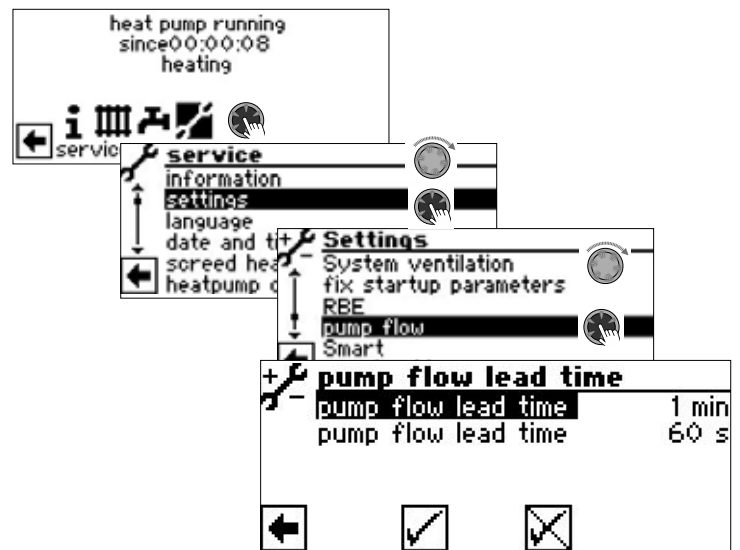 heat pump running
since00:00:08
heating
service
information
settings
language
date and ti
screed hea
heatpump
Settings
System ventilation
fix startup parameters
RBE
pump flow
Smart
pump flow lead time
pump flow lead time 1 min
pump flow lead time 60 s